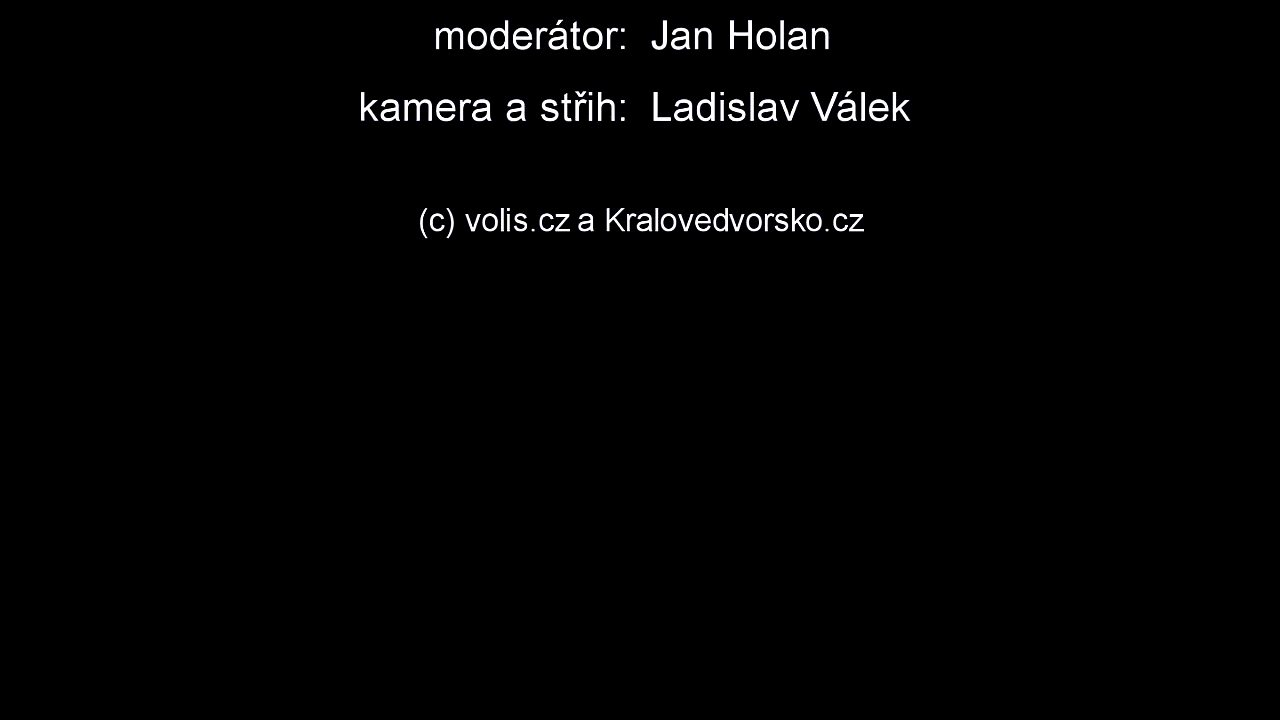 moderátor: Jan Holan
kamera a střih: Ladislav Válek
(c) volis.cz a Kralovedvorsko.cz